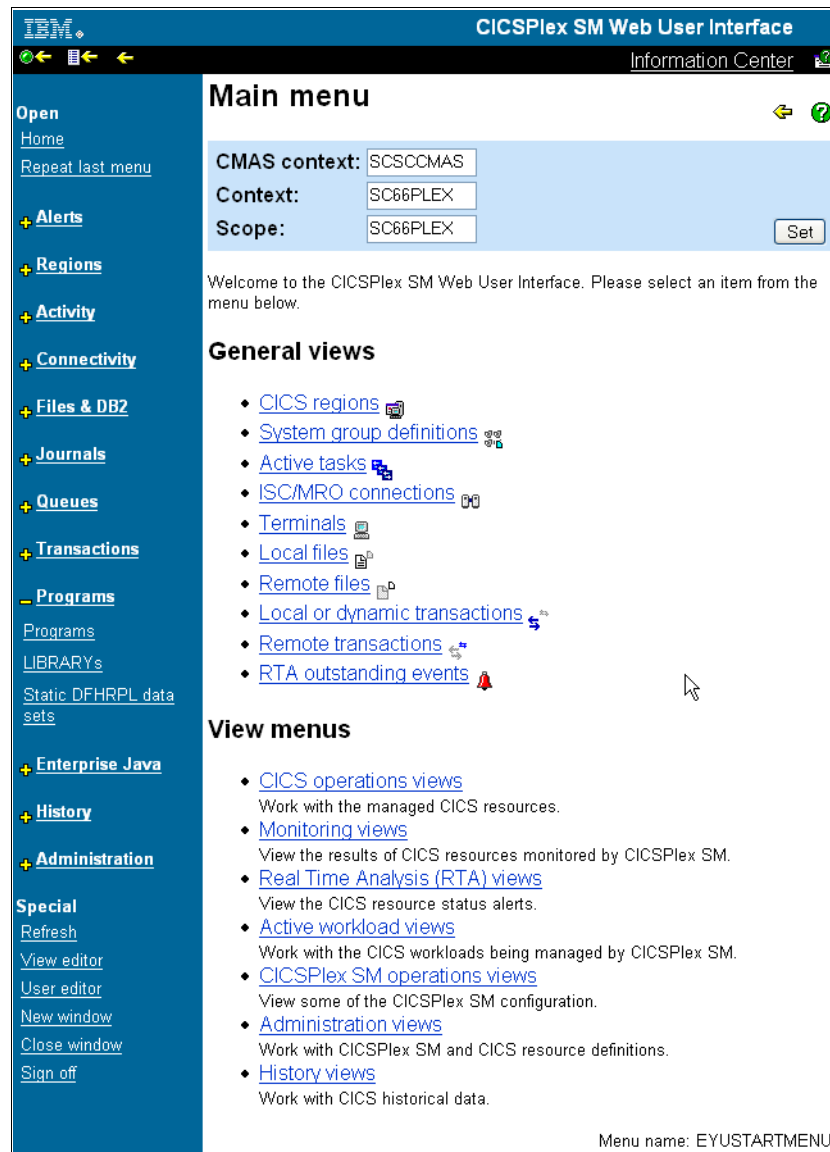 IBM.
CICSPlex SM Web User Interface
Information Center
Open
Home
Repeat last menu
Alerts
Regions
Activity
Connectivity
Files & DB2
Journals
Queues
Transactions
Programs
Programs
LIBRARYs
Static DFHRPL data
sets
Enterprise Java
History
Administration
Special
Refresh
View editor
User editor
New window
Close window
Sign off
Main menu
CMAS context: SCSCCMAS
Context: SC66PLEX
Scope: SC66PLEX
Set
Welcome to the CICSPlex SM Web User Interface. Please select an item from the
menu below.
General views
• CICS regions
• System group definitions
• Active tasks
• ISC/MRO connections
• Terminals
• Local files
• Remote files
• Local or dynamic transactions
• Remote transactions
• RTA outstanding events
View menus
• CICS operations views
Work with the managed CICS resources.
• Monitoring views
View the results of CICS resources monitored by CICSPlex SM.
• Real Time Analysis (RTA) views
View the CICS resource status alerts.
• Active workload views
Work with the CICS workloads being managed by CICSPlex SM.
• CICSPlex SM operations views
View some of the CICSPlex SM configuration.
• Administration views
Work with CICSPlex SM and CICS resource definitions.
• History views
Work with CICS historical data.
Menu name: EYUSTARTMENU